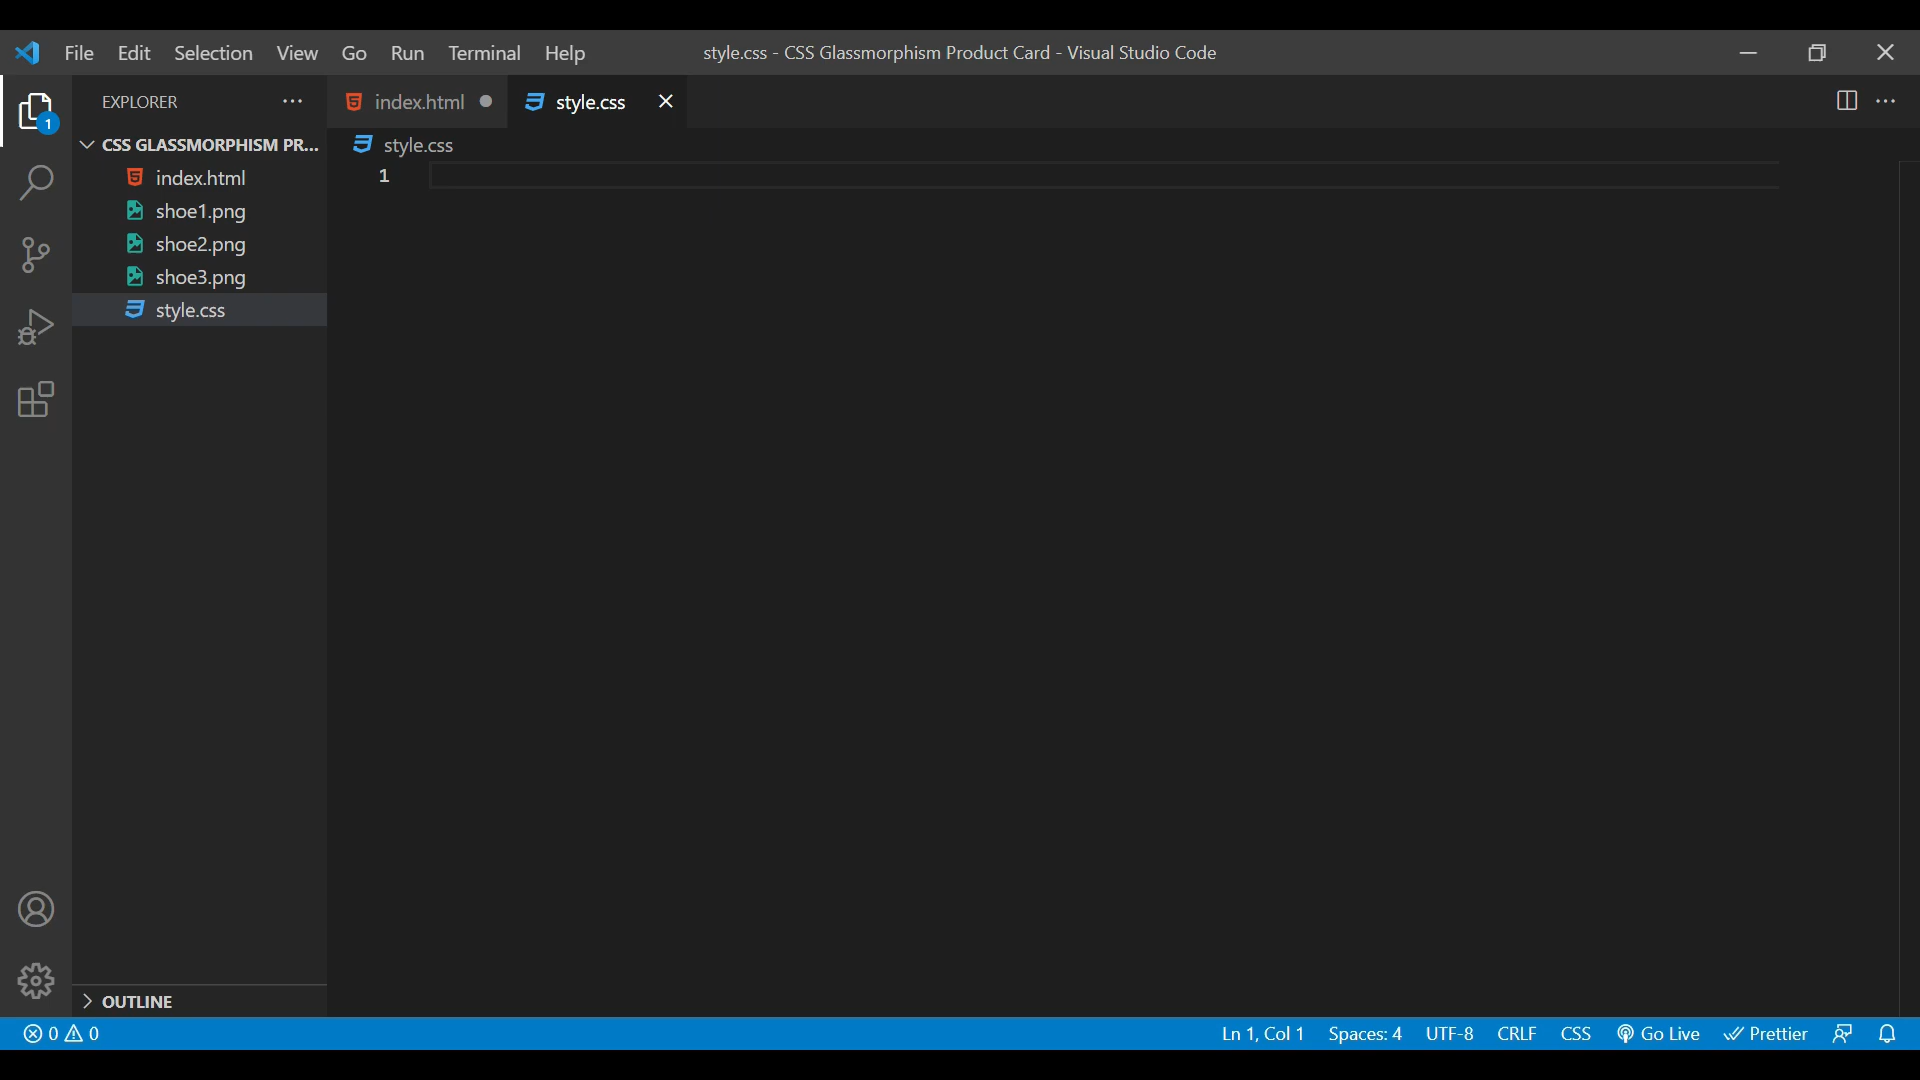 File Edit Selection View Go Run Terminal Help style.css - CSS Glassmorphism Product Card - Visual Studio Code
EXPLORER
index.html
style.css
1
CSS GLASSMORPHISM PR...
index.html
shoe1.png
shoe2.png
shoe3.png
style.css
style.css
1
OUTLINE
0 0 Ln 1, Col 1 Spaces: 4 UTF-8 CRLF CSS Go Live Prettier